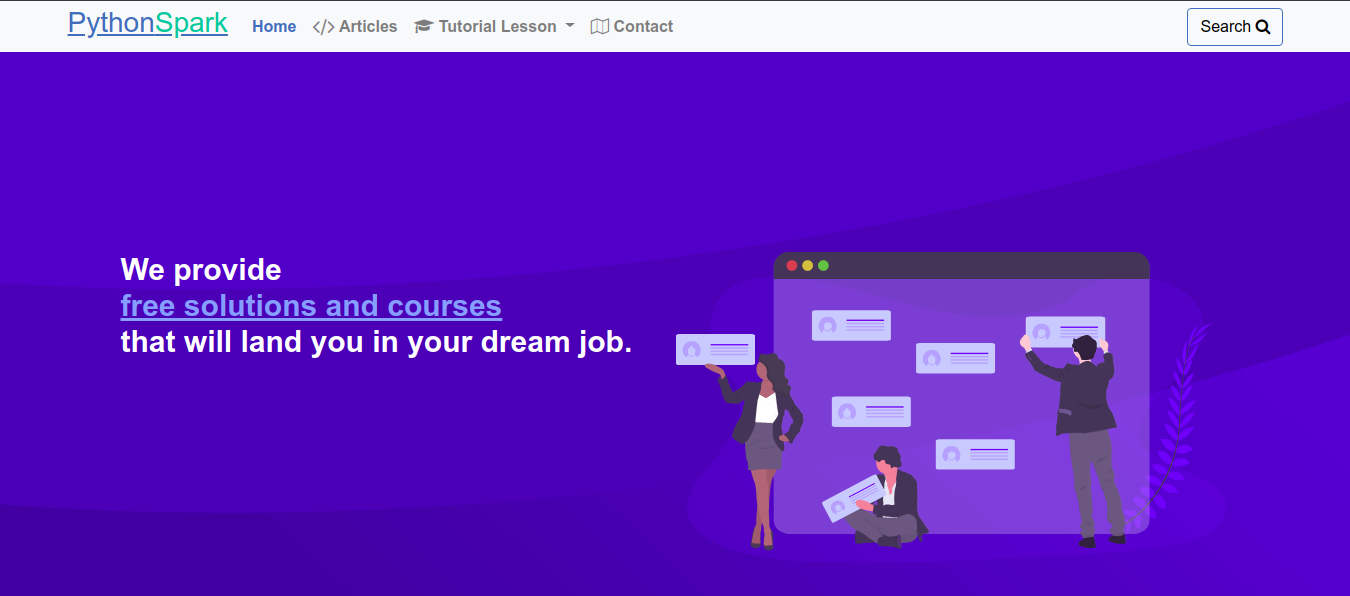 PythonSpark Home </> Articles Tutorial Lesson Contact Search
We provide
free solutions and courses
that will land you in your dream job.